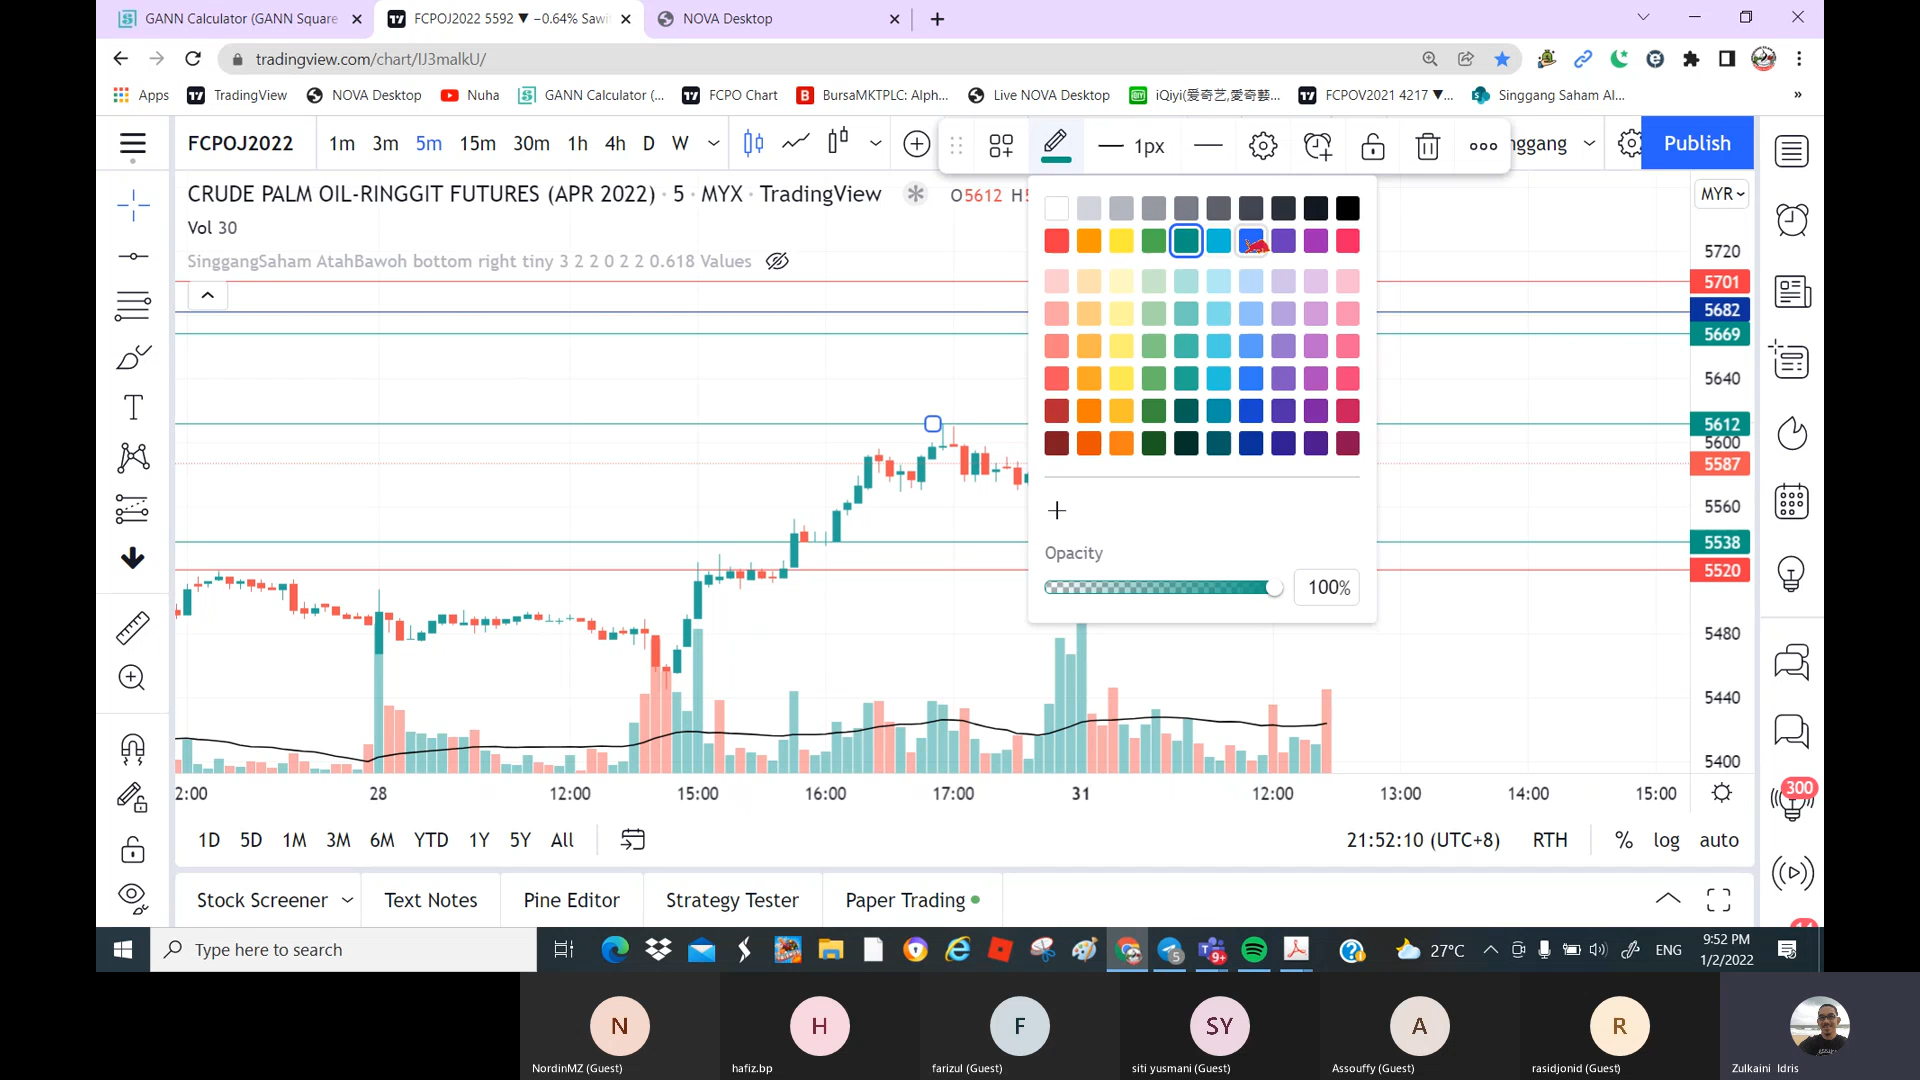 GANN Calculator (GANN Square
FCPOJ2022 5592 ▼ −0.64% Sawi
NOVA Desktop
tradingview.com/chart/IJ3malkU/
Apps
TradingView
NOVA Desktop
Nuha
GANN Calculator (...
FCPO Chart
BursaMKTPLC: Alph...
Live NOVA Desktop
iQiyi(爱奇艺,愛奇藝...
FCPOV2021 4217 ▼...
Singgang Saham Al...
»
FCPOJ2022
1m 3m 5m 15m 30m 1h 4h D W
1px
nggang
Publish
CRUDE PALM OIL-RINGGIT FUTURES (APR 2022) · 5 · MYX · TradingView
O5612 H5
MYR
Vol 30
SinggangSaham AtahBawoh bottom right tiny 3 2 2 0 2 2 0.618 Values
5720
5701
5682
5669
5640
5612
5600
5587
5560
5538
5520
5480
5440
5400
Opacity
100%
2:00 28 12:00 15:00 16:00 17:00 31 12:00 13:00 14:00 15:00
300
1D 5D 1M 3M 6M YTD 1Y 5Y All
21:52:10 (UTC+8) RTH % log auto
Stock Screener
Text Notes
Pine Editor
Strategy Tester
Paper Trading
Type here to search
5
9+
27°C
ENG
9:52 PM
1/2/2022
N
H
F
SY
A
R
NordinMZ (Guest)
hafiz.bp
farizul (Guest)
siti yusmani (Guest)
Assouffy (Guest)
rasidjonid (Guest)
Zulkaini Idris